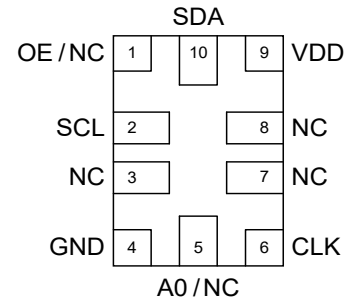 SDA
OE/NC 1 10 9 VDD
SCL 2 8 NC
NC 3 7 NC
GND 4 5 6 CLK
A0/NC